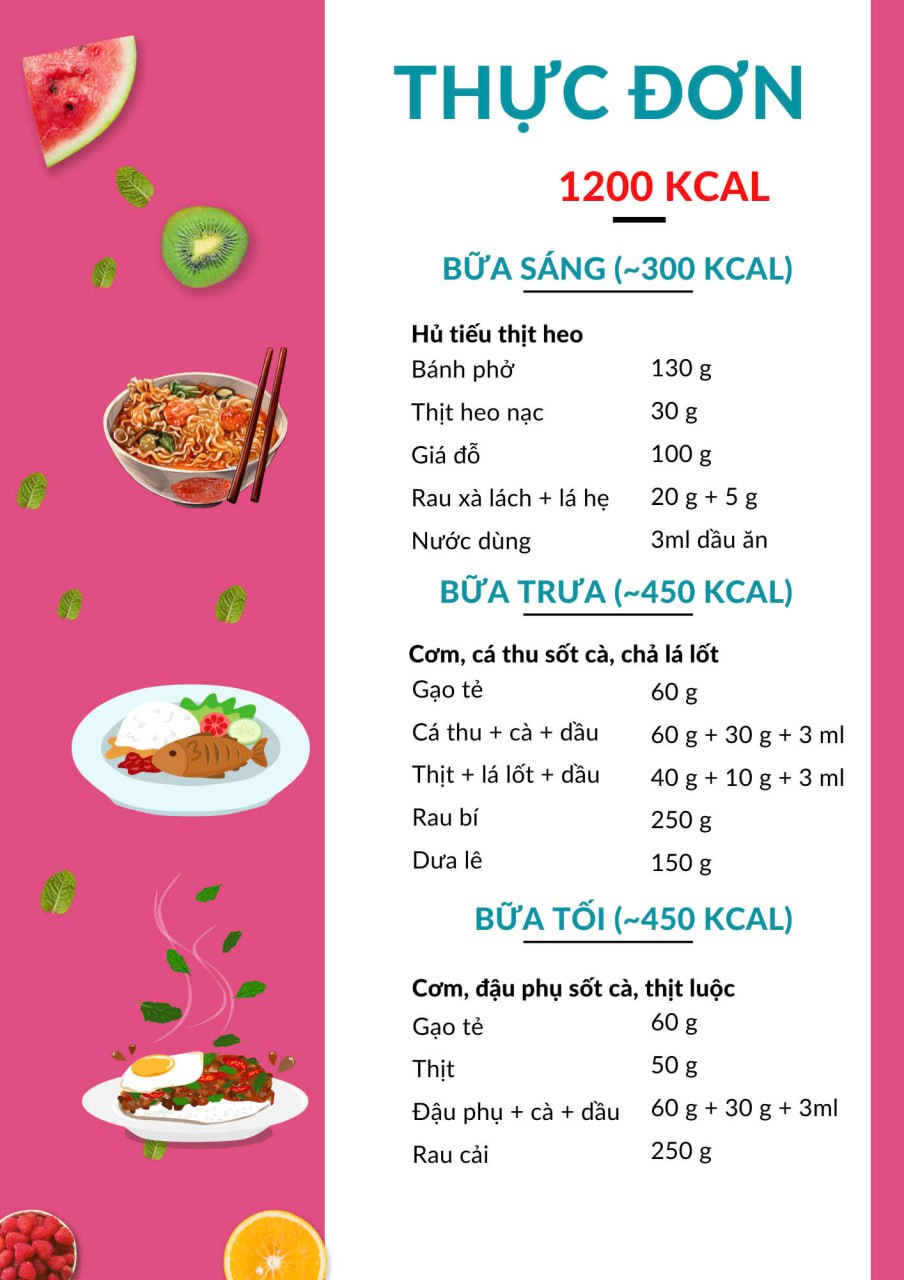 THỰC ĐƠN
1200 KCAL
BỮA SÁNG (~300 KCAL)
Hủ tiếu thịt heo
Bánh phở 130 g
Thịt heo nạc 30 g
Giá đỗ 100 g
Rau xà lách + lá hẹ 20 g + 5 g
Nước dùng 3ml dầu ăn
BỮA TRƯA (~450 KCAL)
Cơm, cá thu sốt cà, chả lá lốt
Gạo tẻ 60 g
Cá thu + cà + dầu 60 g + 30 g + 3 ml
Thịt + lá lốt + dầu 40 g + 10 g + 3 ml
Rau bí 250 g
Dưa lê 150 g
BỮA TỐI (~450 KCAL)
Cơm, đậu phụ sốt cà, thịt luộc
Gạo tẻ 60 g
Thịt 50 g
Đậu phụ + cà + dầu 60 g + 30 g + 3ml
Rau cải 250 g